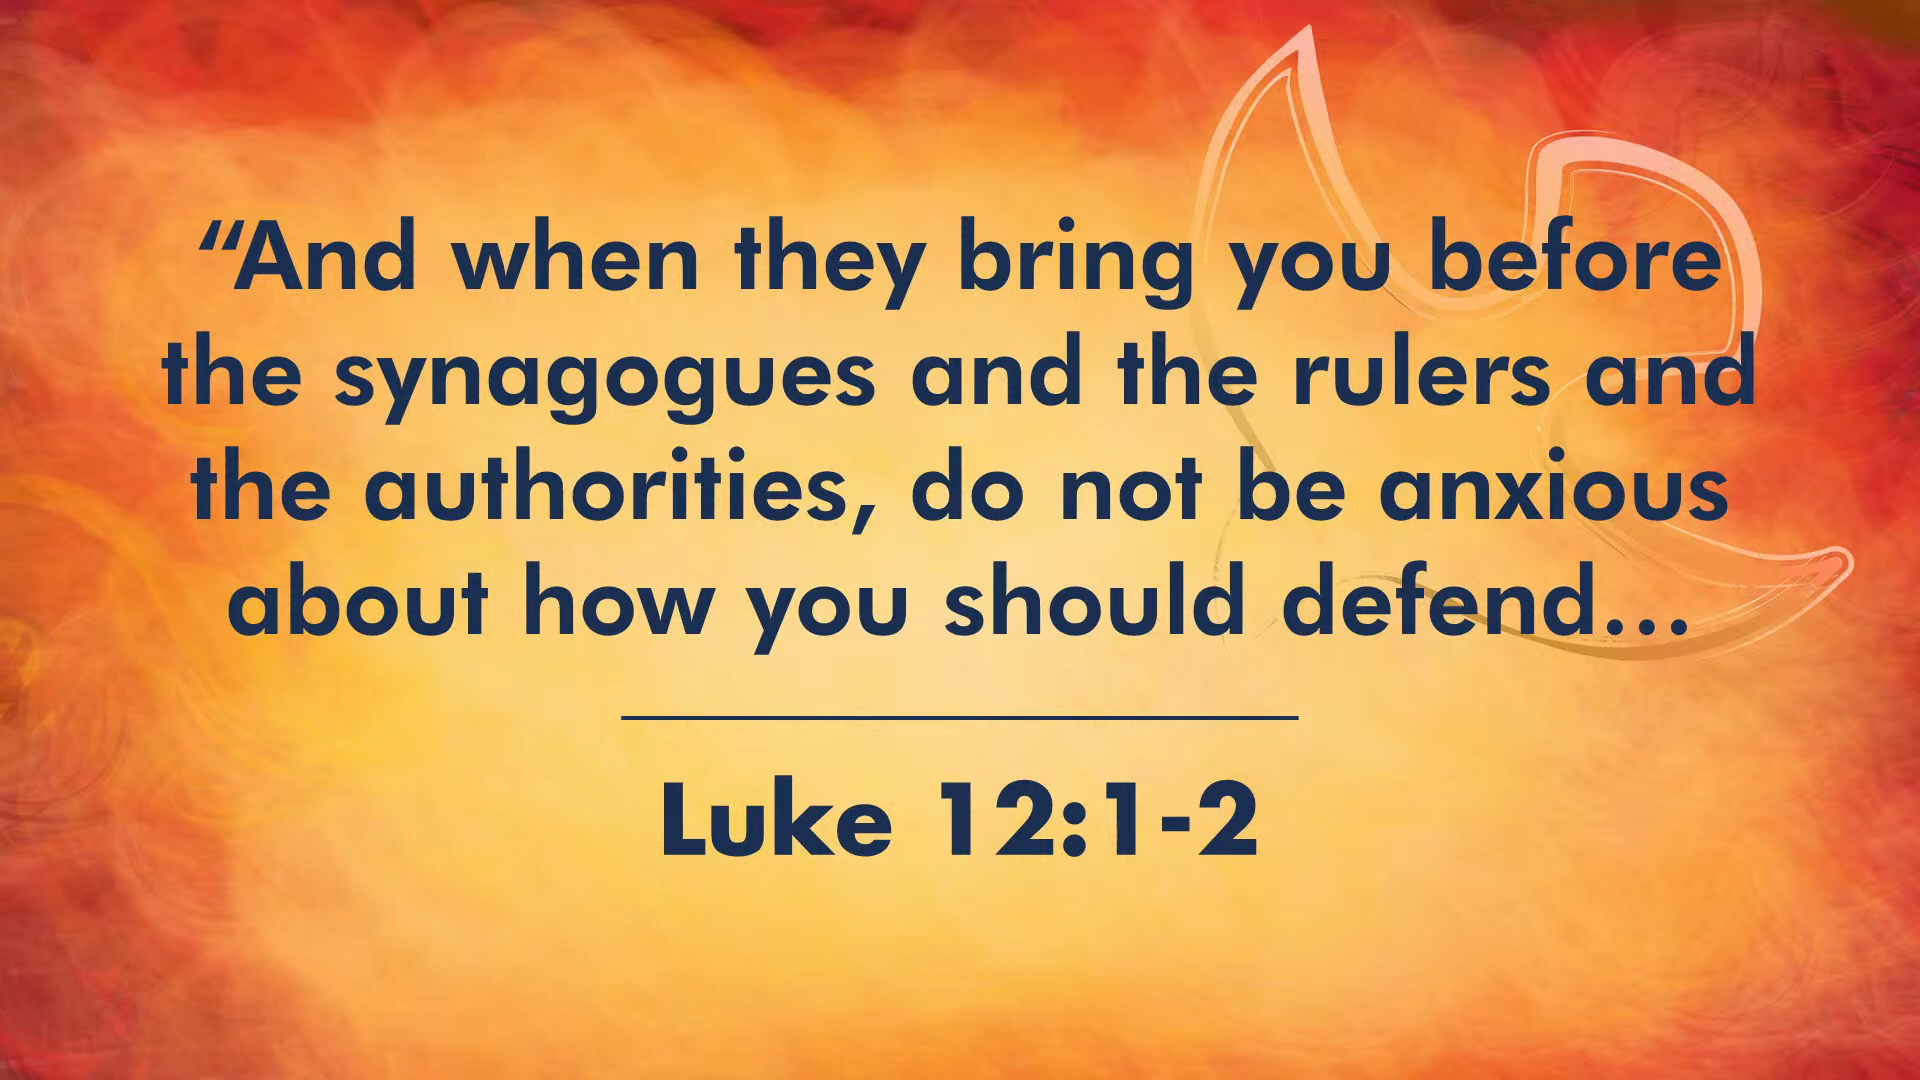 “And when they bring you before
the synagogues and the rulers and
the authorities, do not be anxious
about how you should defend...
Luke 12:1-2